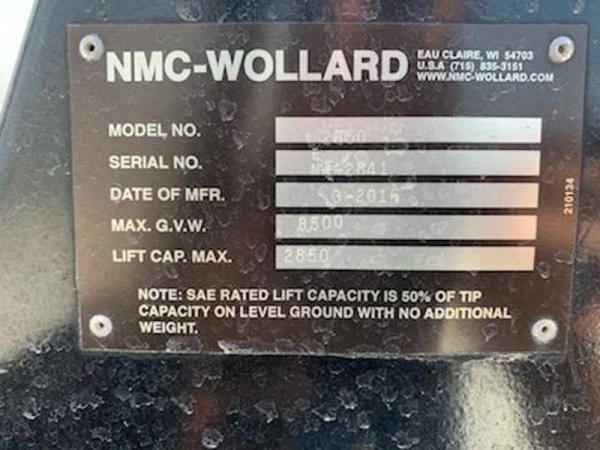 NMC-WOLLARD
EAU CLAIRE, WI 54703
U.S.A (715) 835-3151
WWW.NMC-WOLLARD.COM
MODEL NO.
SERIAL NO.
DATE OF MFR.
MAX. G.V.W. 8500
LIFT CAP. MAX. 2850
210134
NOTE: SAE RATED LIFT CAPACITY IS 50% OF TIP
CAPACITY ON LEVEL GROUND WITH NO ADDITIONAL
WEIGHT.